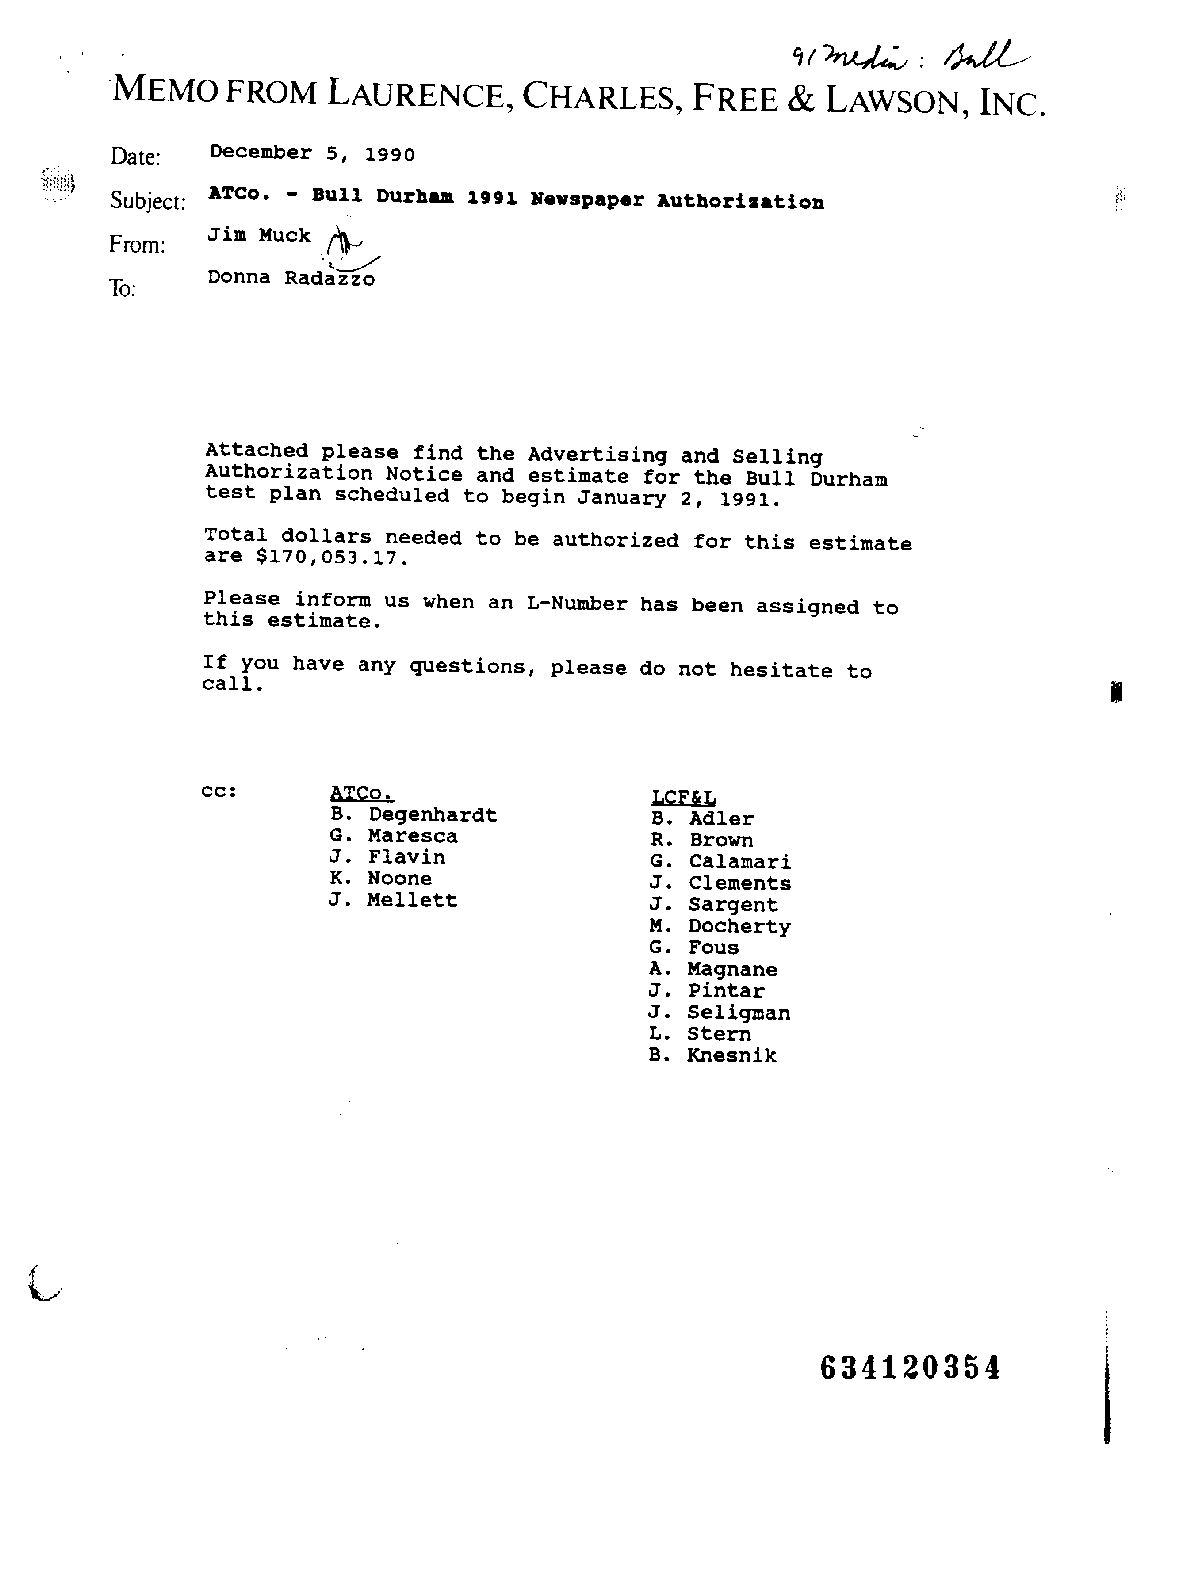 91 Media: Bull
MEMO FROM LAURENCE, CHARLES, FREE & LAWSON, INC.
Date: December 5, 1990
Subject: ATCo. - Bull Durham 1991 Newspaper Authorization
From: Jim Muck
To: Donna Radazzo
Attached please find the Advertising and Selling
Authorization Notice and estimate for the Bull Durham
test plan scheduled to begin January 2, 1991.
Total dollars needed to be authorized for this estimate
are $170,053.17.
Please inform us when an L-Number has been assigned to
this estimate.
If you have any questions, please do not hesitate to
call.
cc: ATCo. LCF&L
B. Degenhardt B. Adler
G. Maresca R. Brown
J. Flavin G. Calamari
K. Noone J. Clements
J. Mellett J. Sargent
M. Docherty
G. Fous
A. Magnane
J. Pintar
J. Seligman
L. Stern
B. Knesnik
634120354